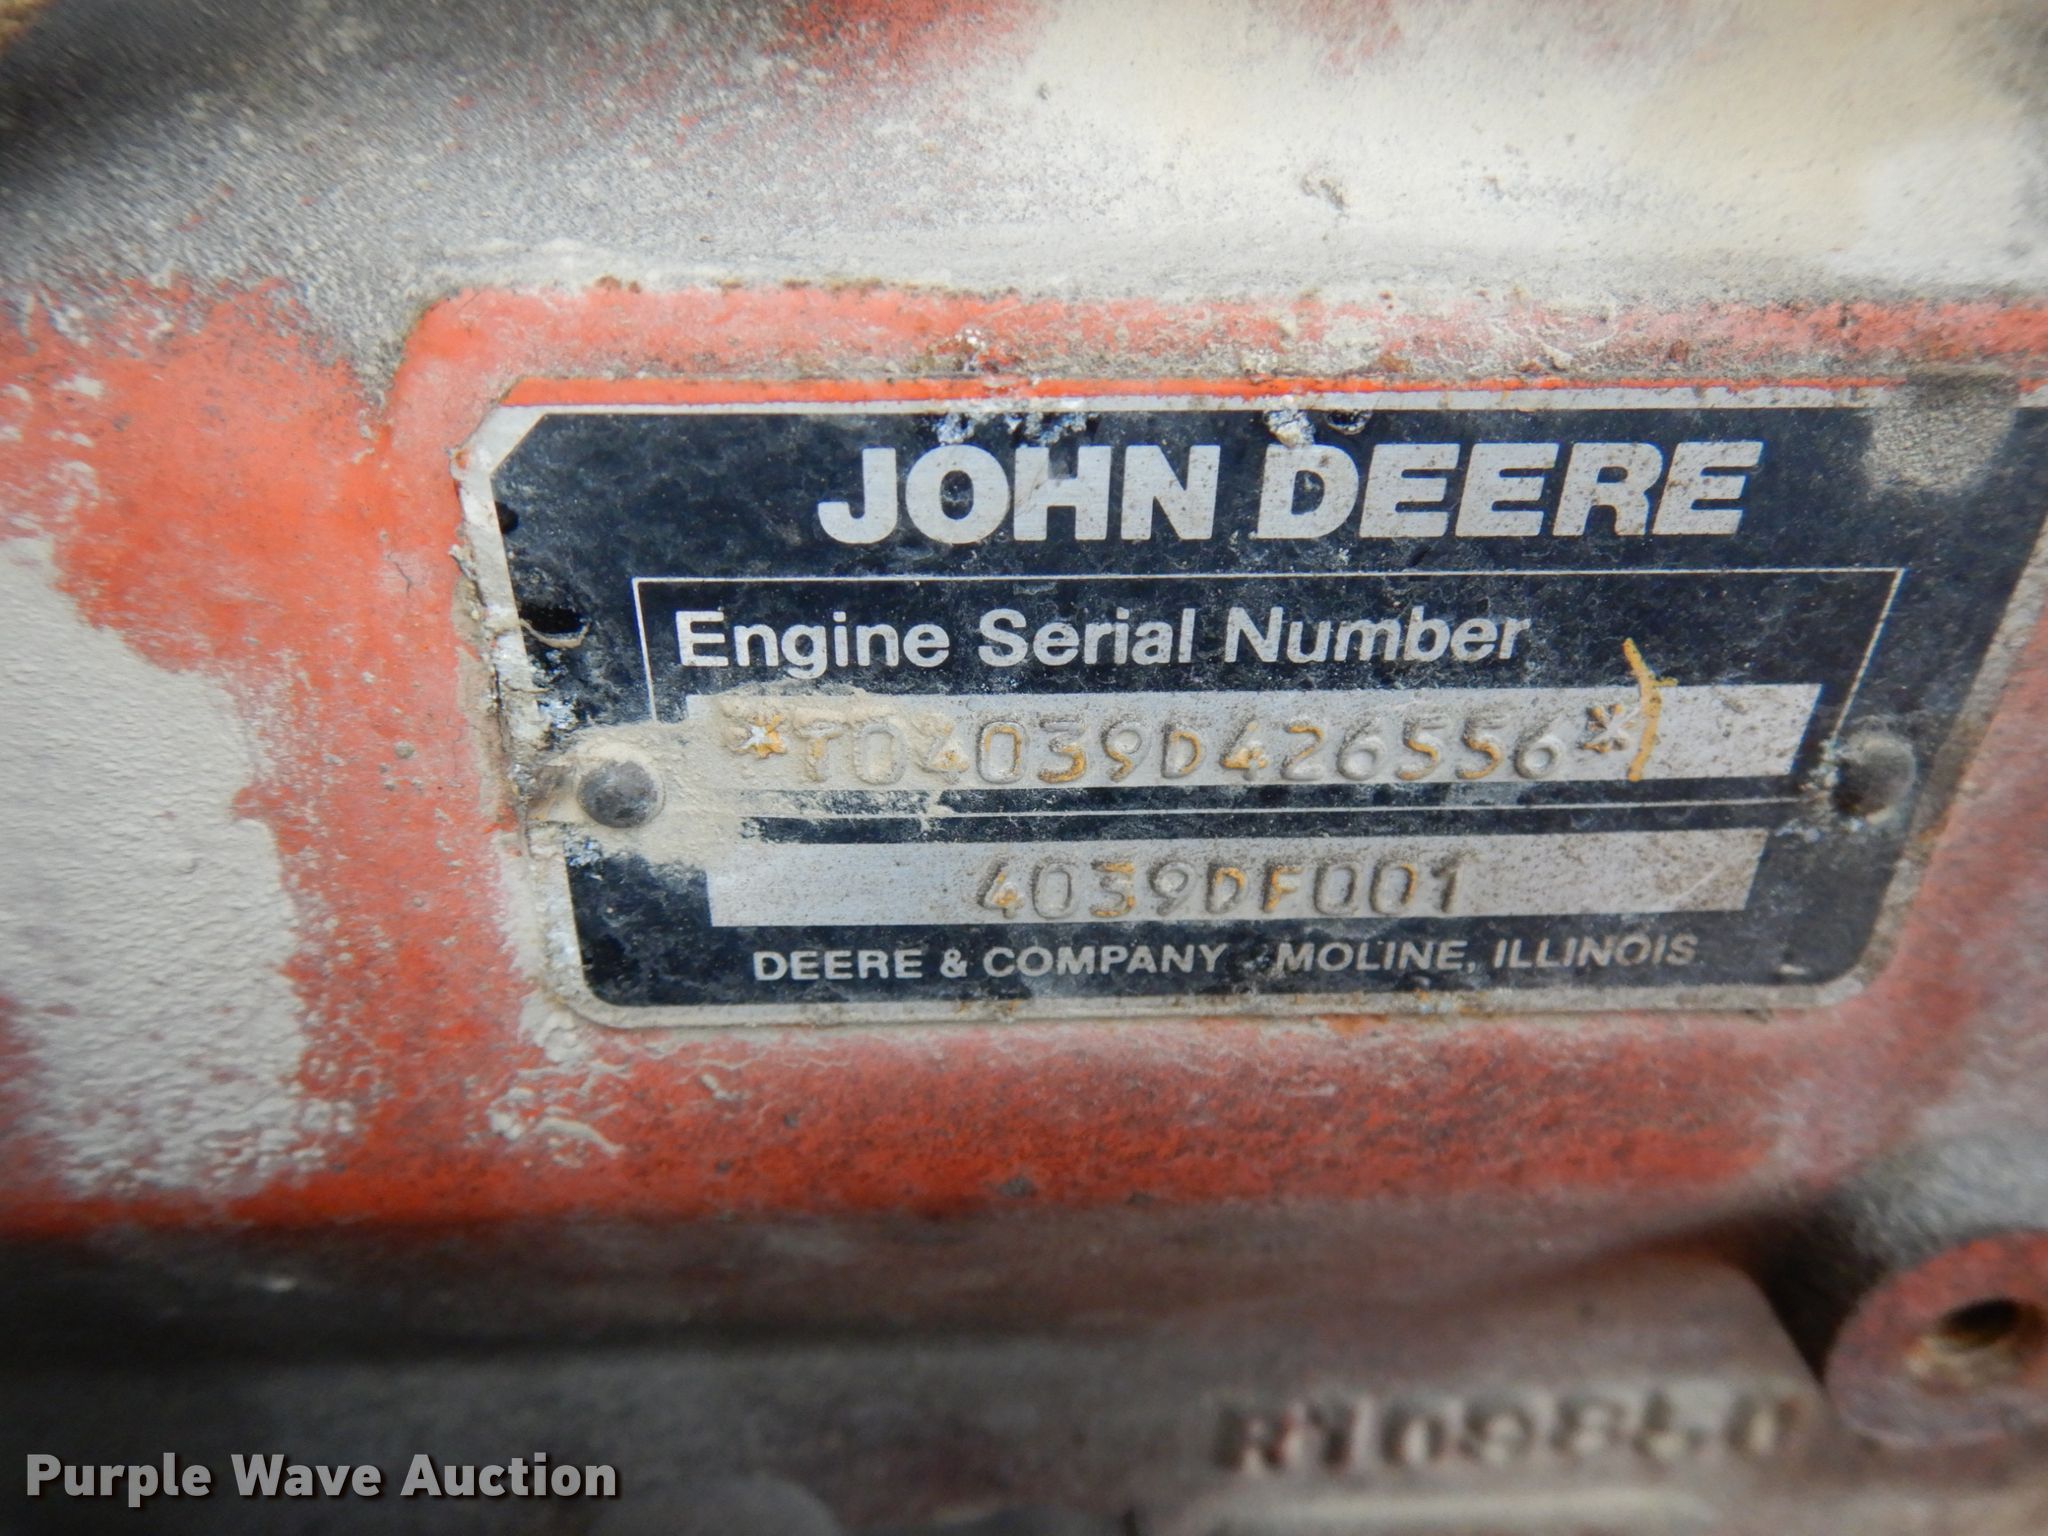 JOHN DEERE
Engine Serial Number
*T04039D426556*
4039DF001
DEERE & COMPANY MOLINE, ILLINOIS
Purple Wave Auction